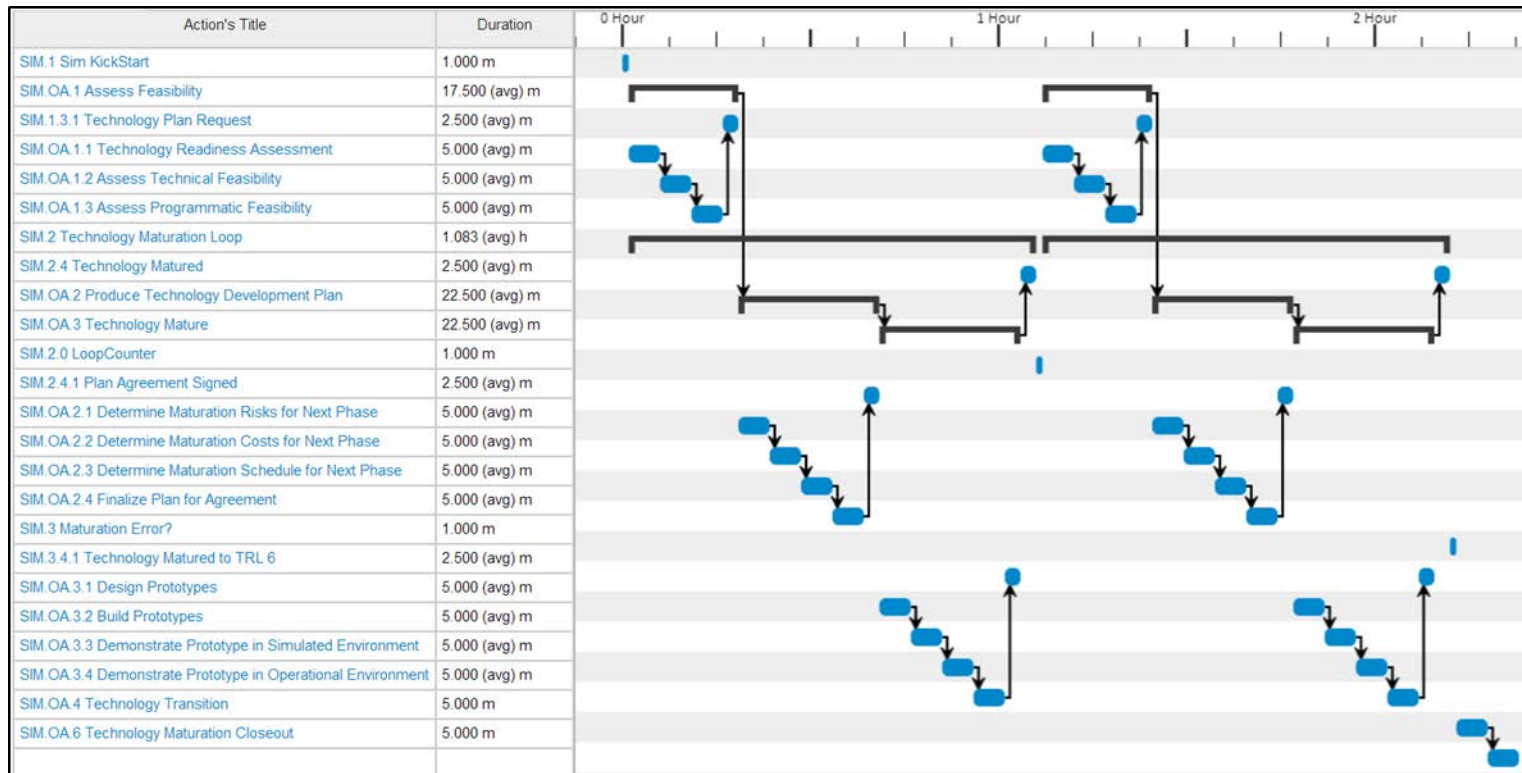 Action's Title Duration 0 Hour 1 Hour 2 Hour
SIM.1 Sim KickStart 1.000 m
SIM.OA.1 Assess Feasibility 17.500 (avg) m
SIM.1.3.1 Technology Plan Request 2.500 (avg) m
SIM.OA.1.1 Technology Readiness Assessment 5.000 (avg) m
SIM.OA.1.2 Assess Technical Feasibility 5.000 (avg) m
SIM.OA.1.3 Assess Programmatic Feasibility 5.000 (avg) m
SIM.2 Technology Maturation Loop 1.083 (avg) h
SIM.2.4 Technology Matured 2.500 (avg) m
SIM.OA.2 Produce Technology Development Plan 22.500 (avg) m
SIM.OA.3 Technology Mature 22.500 (avg) m
SIM.2.0 LoopCounter 1.000 m
SIM.2.4.1 Plan Agreement Signed 2.500 (avg) m
SIM.OA.2.1 Determine Maturation Risks for Next Phase 5.000 (avg) m
SIM.OA.2.2 Determine Maturation Costs for Next Phase 5.000 (avg) m
SIM.OA.2.3 Determine Maturation Schedule for Next Phase 5.000 (avg) m
SIM.OA.2.4 Finalize Plan for Agreement 5.000 (avg) m
SIM.3 Maturation Error? 1.000 m
SIM.3.4.1 Technology Matured to TRL 6 2.500 (avg) m
SIM.OA.3.1 Design Prototypes 5.000 (avg) m
SIM.OA.3.2 Build Prototypes 5.000 (avg) m
SIM.OA.3.3 Demonstrate Prototype in Simulated Environment 5.000 (avg) m
SIM.OA.3.4 Demonstrate Prototype in Operational Environment 5.000 (avg) m
SIM.OA.4 Technology Transition 5.000 m
SIM.OA.6 Technology Maturation Closeout 5.000 m